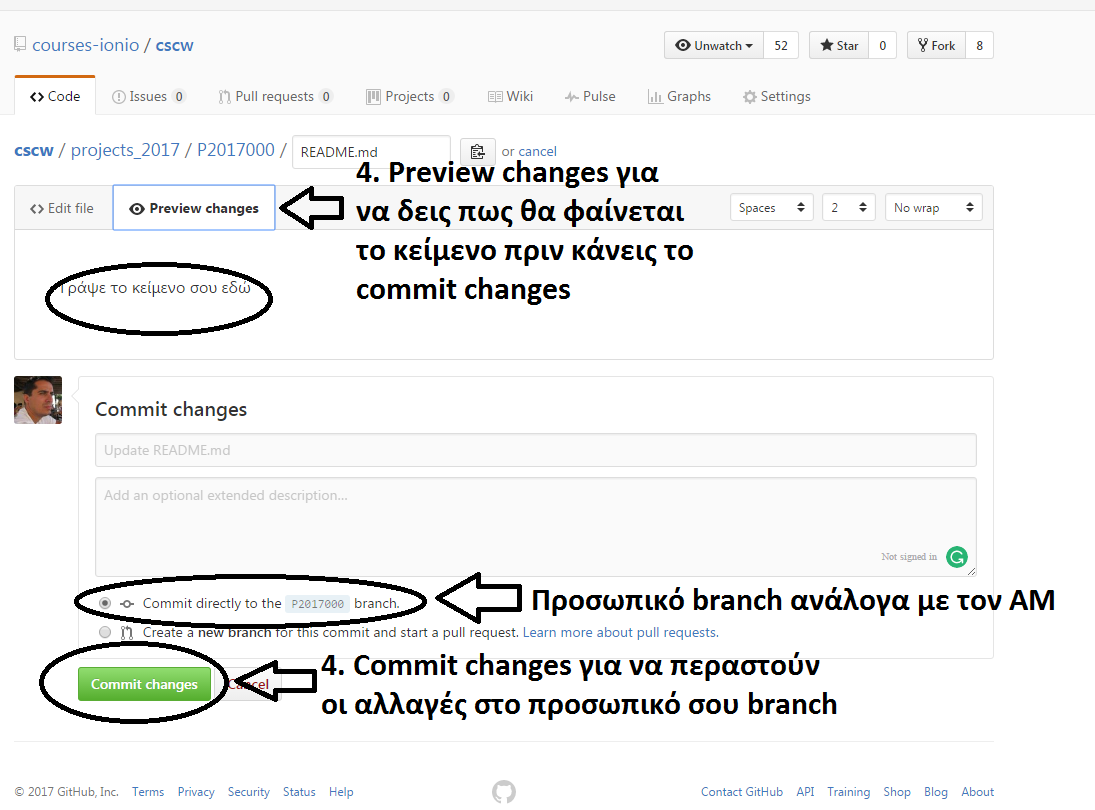 courses-ionio / cscw
Unwatch 52 Star 0 Fork 8
Code Issues 0 Pull requests 0 Projects 0 Wiki Pulse Graphs Settings
cscw / projects_2017 / P2017000 / README.md or cancel
4. Preview changes για
να δεις πως θα φαίνεται
το κείμενο πριν κάνεις το
commit changes
Edit file Preview changes Spaces 2 No wrap
Γράψε το κείμενο σου εδώ
Commit changes
Update README.md
Add an optional extended description...
Not signed in
Commit directly to the P2017000 branch.
Προσωπικό branch ανάλογα με τον ΑΜ
Create a new branch for this commit and start a pull request. Learn more about pull requests.
Commit changes Cancel
4. Commit changes για να περαστούν
οι αλλαγές στο προσωπικό σου branch
© 2017 GitHub, Inc. Terms Privacy Security Status Help Contact GitHub API Training Shop Blog About